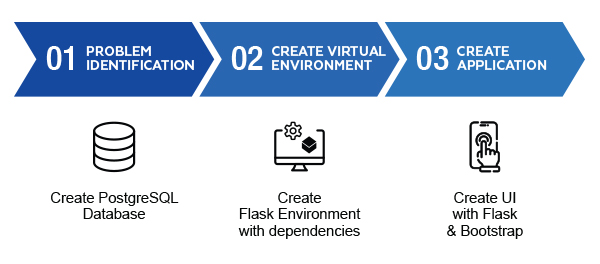 01 PROBLEM
IDENTIFICATION
02 CREATE VIRTUAL
ENVIRONMENT
03 CREATE
APPLICATION
Create PostgreSQL
Database
Create
Flask Environment
with dependencies
Create UI
with Flask
& Bootstrap